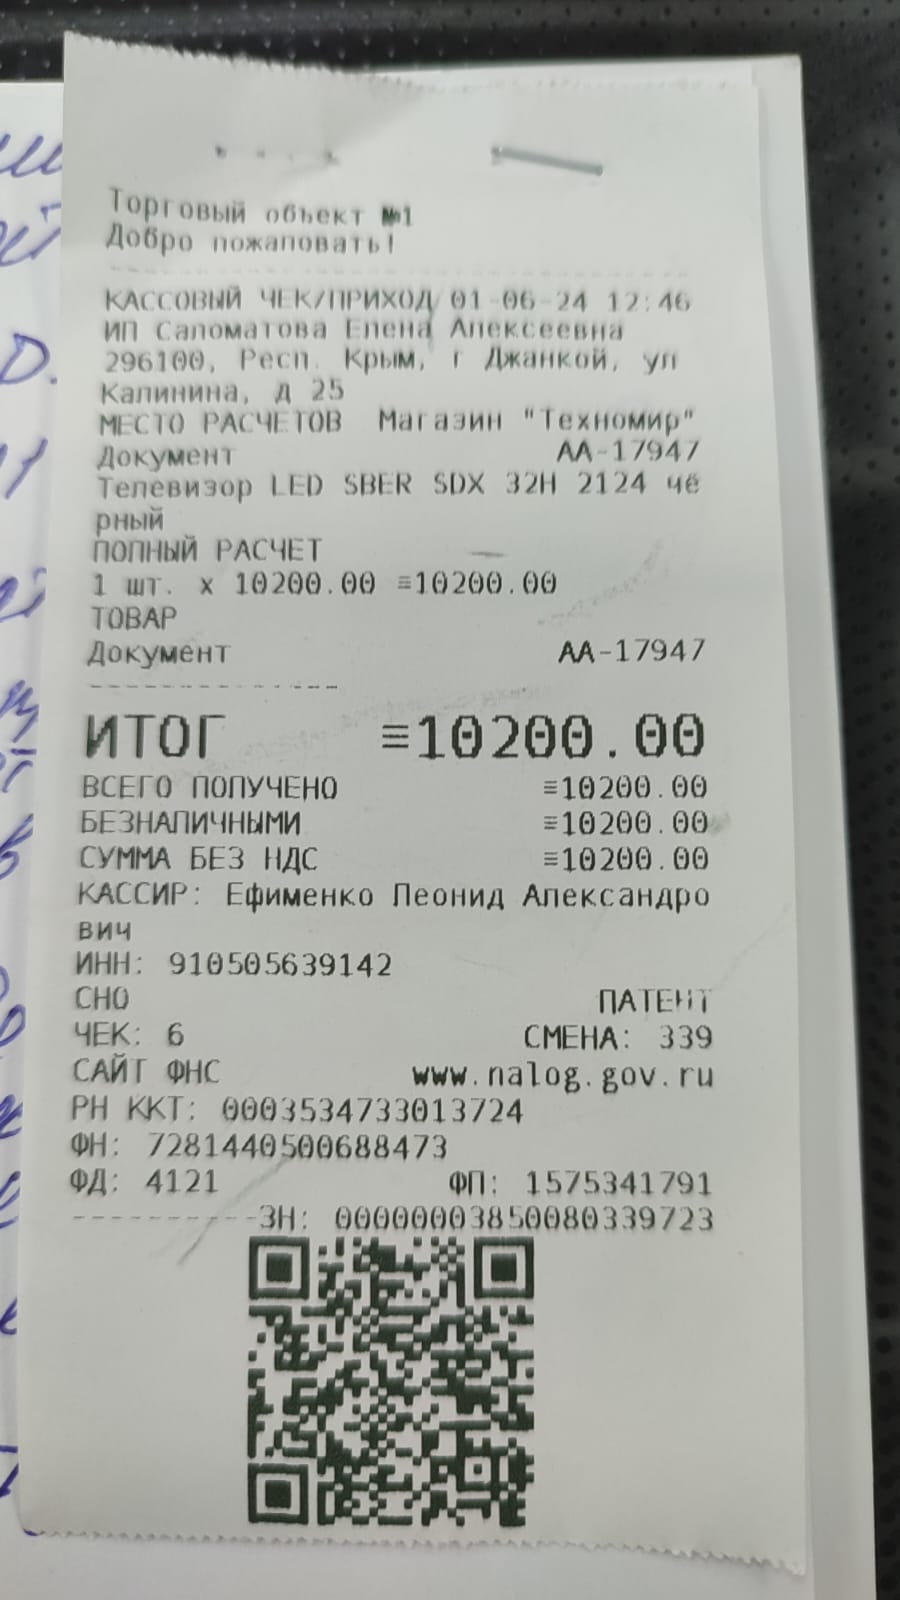 Торговый объект №1
Добро пожаловать!
КАССОВЫЙ ЧЕК/ПРИХОД 01-06-24 12:46
ИП Саломатова Елена Алексеевна
296100, Респ. Крым, г Джанкой, ул
Калинина, д 25
МЕСТО РАСЧЕТОВ Магазин "Техномир"
Документ АА-17947
Телевизор LED SBER SDX 32H 2124 чё
рный
ПОЛНЫЙ РАСЧЕТ
1 шт. x 10200.00 ≡10200.00
ТОВАР
Документ АА-17947
ИТОГ ≡10200.00
ВСЕГО ПОЛУЧЕНО ≡10200.00
БЕЗНАЛИЧНЫМИ ≡10200.00
СУММА БЕЗ НДС ≡10200.00
КАССИР: Ефименко Леонид Александро
вич
ИНН: 910505639142
СНО ПАТЕНТ
ЧЕК: 6 СМЕНА: 339
САЙТ ФНС www.nalog.gov.ru
РН ККТ: 0003534733013724
ФН: 7281440500688473
ФД: 4121 ФП: 1575341791
ЗН: 00000003850080339723